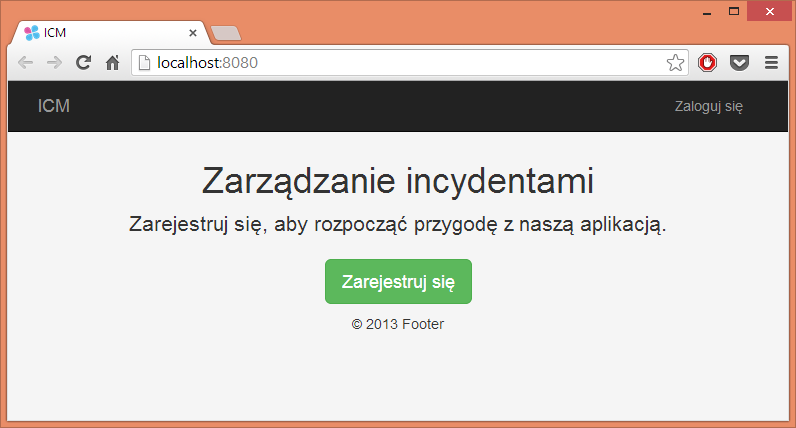 ICM
localhost:8080
ICM
Zaloguj się
Zarządzanie incydentami
Zarejestruj się, aby rozpocząć przygodę z naszą aplikacją.
Zarejestruj się
© 2013 Footer